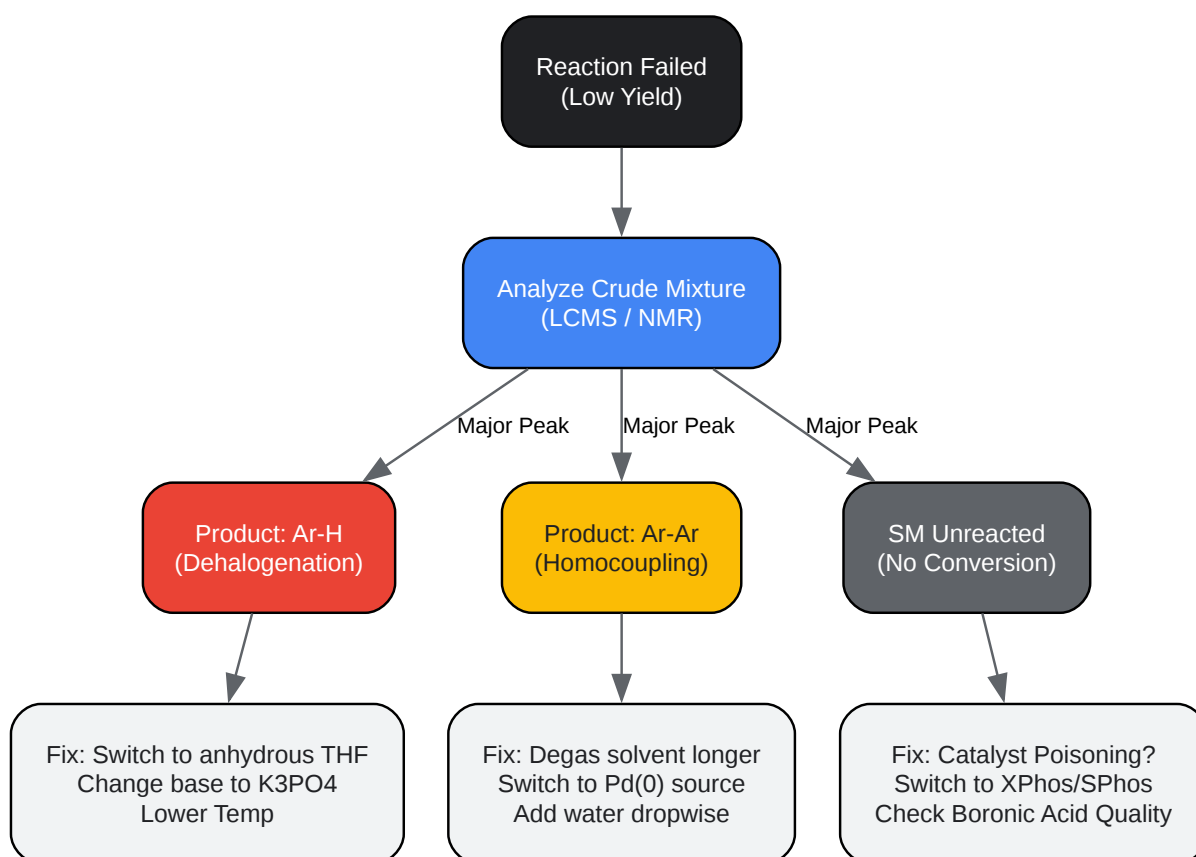 Reaction Failed
(Low Yield)
Analyze Crude Mixture
(LCMS / NMR)
Major Peak
Major Peak
Major Peak
Product: Ar-H
(Dehalogenation)
Product: Ar-Ar
(Homocoupling)
SM Unreacted
(No Conversion)
Fix: Switch to anhydrous THF
Change base to K3PO4
Lower Temp
Fix: Degas solvent longer
Switch to Pd(0) source
Add water dropwise
Fix: Catalyst Poisoning?
Switch to XPhos/SPhos
Check Boronic Acid Quality